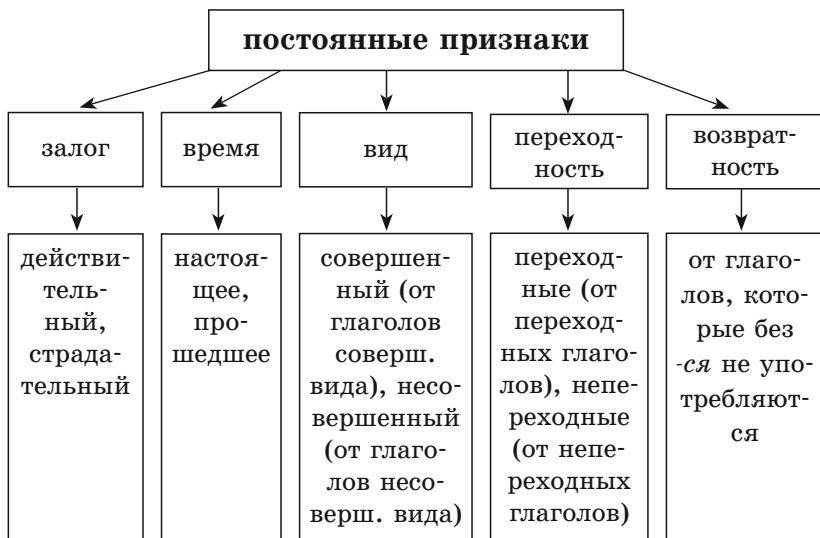 постоянные признаки
залог
время
вид
переход-
ность
возврат-
ность
действи-
тель-
ный,
страда-
тельный
настоя-
щее,
про-
шедшее
совершен-
ный (от
глаголов
соверш.
вида), несо-
вершенный
(от глаго-
лов несо-
верш. вида)
переход-
ные (от
переход-
ных глаго-
лов), непе-
реходные
(от непе-
реходных
глаголов)
от глаго-
лов, кото-
рые без
-ся не упо-
требляют-
ся